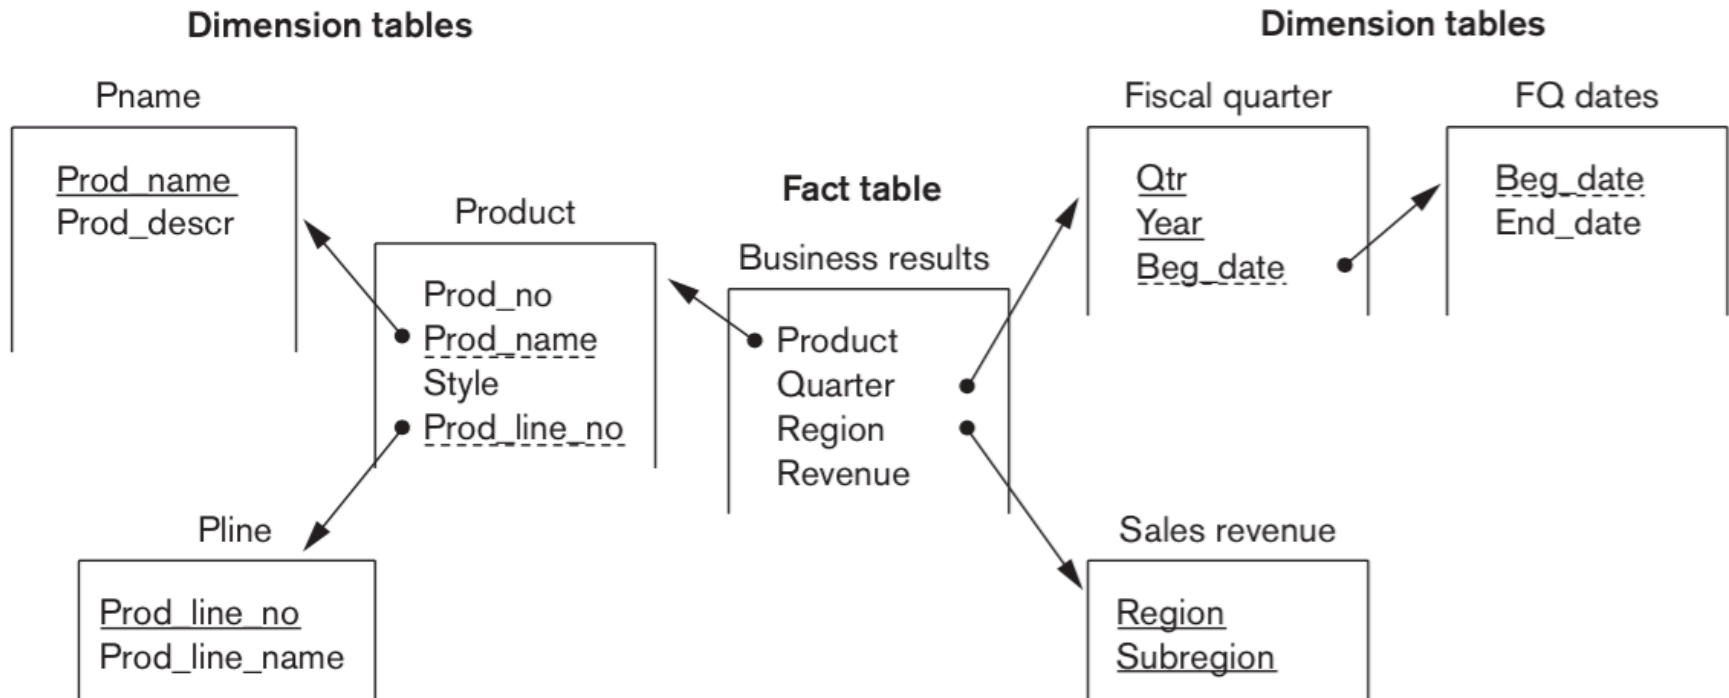 Dimension tables
Pname
Prod_name
Prod_descr
Product
Prod_no
Prod_name
Style
Prod_line_no
Pline
Prod_line_no
Prod_line_name
Fact table
Business results
Product
Quarter
Region
Revenue
Dimension tables
Fiscal quarter
Qtr
Year
Beg_date
FQ dates
Beg_date
End_date
Sales revenue
Region
Subregion